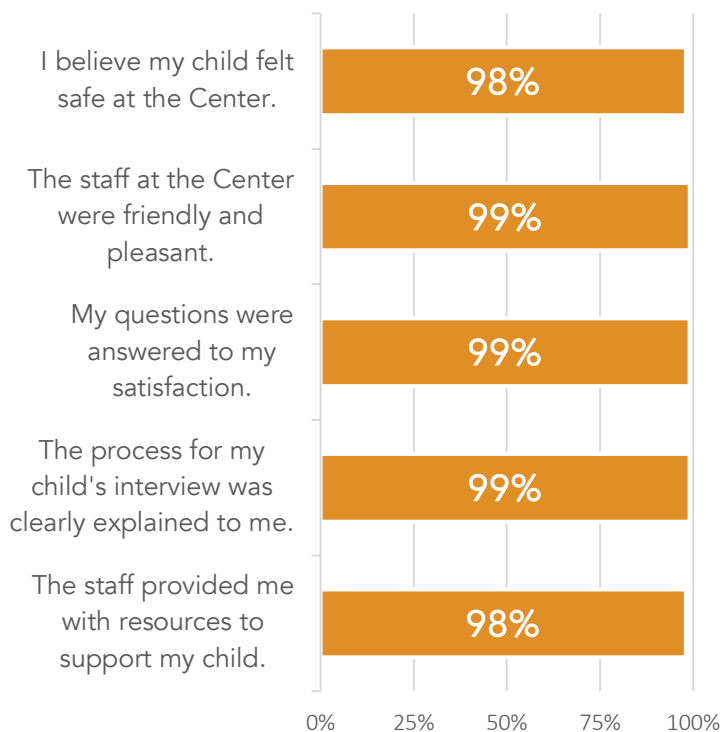 I believe my child felt
safe at the Center.
98%
The staff at the Center
were friendly and
pleasant.
99%
My questions were
answered to my
satisfaction.
99%
The process for my
child's interview was
clearly explained to me.
99%
The staff provided me
with resources to
support my child.
98%
0% 25% 50% 75% 100%